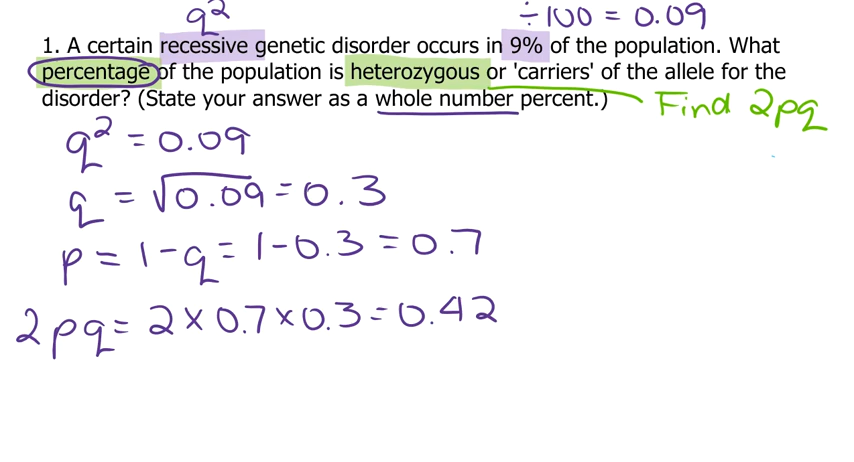 q² ÷100 = 0.09
1. A certain recessive genetic disorder occurs in 9% of the population. What
percentage of the population is heterozygous or 'carriers' of the allele for the
disorder? (State your answer as a whole number percent.) Find 2pq
q² = 0.09
q = √0.09 = 0.3
p = 1-q = 1-0.3 = 0.7
2pq = 2 × 0.7 × 0.3 = 0.42